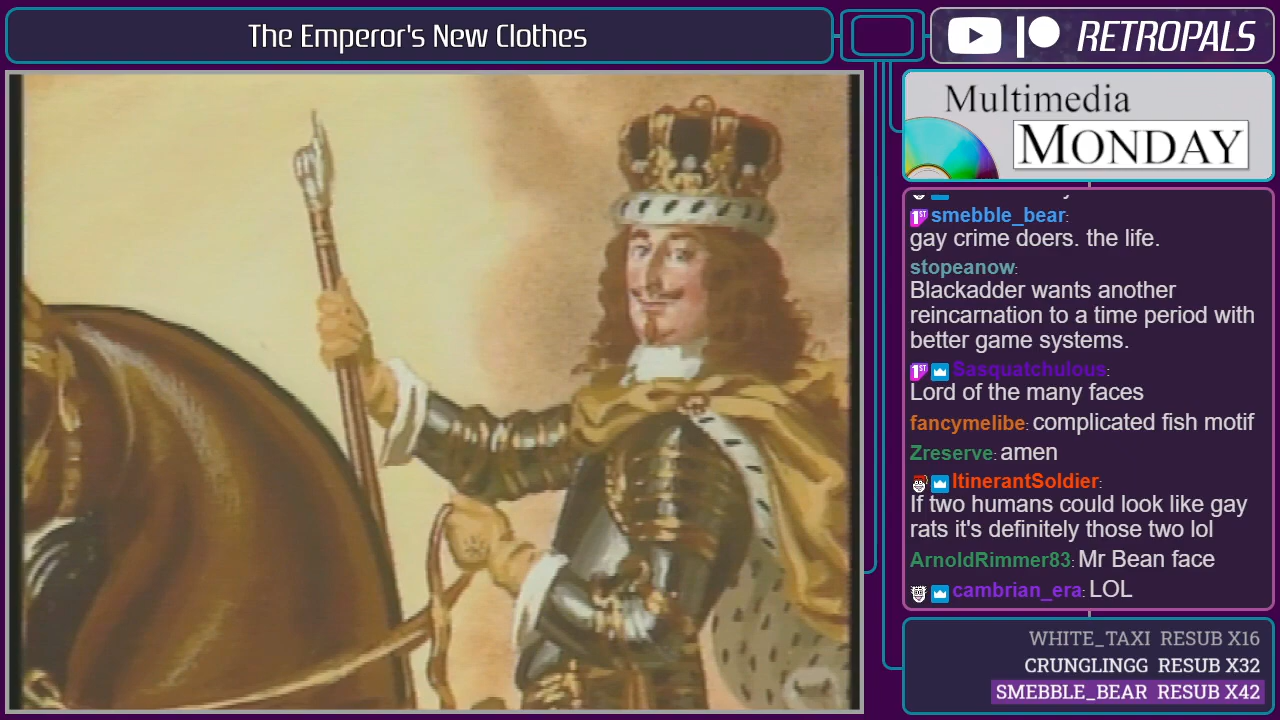 The Emperor's New Clothes
RETROPALS
Multimedia
MONDAY
smebble_bear:
gay crime doers. the life.
stopeanow:
Blackadder wants another
reincarnation to a time period with
better game systems.
Sasquatchulous:
Lord of the many faces
fancymelibe: complicated fish motif
Zreserve: amen
ItinerantSoldier:
If two humans could look like gay
rats it's definitely those two lol
ArnoldRimmer83: Mr Bean face
cambrian_era: LOL
WHITE_TAXI RESUB X16
CRUNGLINGG RESUB X32
SMEBBLE_BEAR RESUB X42